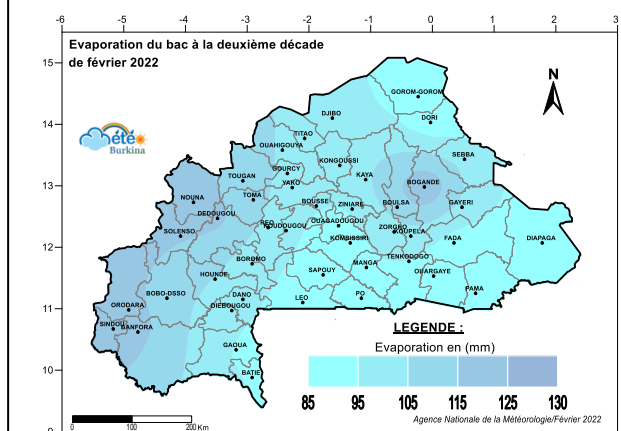 -6 -5 -4 -3 -2 -1 0 1 2 3
Evaporation du bac à la deuxième décade
de février 2022
15
14
13
12
11
10
9
N
Météo
Burkina
GOROM-GOROM
DJIBO
DORI
TITAO
OUAHIGOUYA
KONGOUSSI
SEBBA
GOURCY
TOUGAN
KAYA
YAKO
BOGANDE
NOUNA
TOMA
BOUSSE
ZINIARE
BOULSA
GAYERI
DEDOUGOU
REO
KOUDOUGOU
OUAGADOUGOU
ZORGHO
KOUPELA
SOLENSO
KOMBISSIRI
FADA
DIAPAGA
BOROMO
TENKODOGO
MANGA
HOUNDE
SAPOUY
OUARGAYE
BOBO-DSSO
DANO
LEO
PO
PAMA
ORODARA
DIEBOUGOU
SINDOU
BANFORA
GAOUA
BATIE
LEGENDE :
Evaporation en (mm)
85 95 105 115 125 130
Agence Nationale de la Météorologie/Février 2022
0 100 200 Km